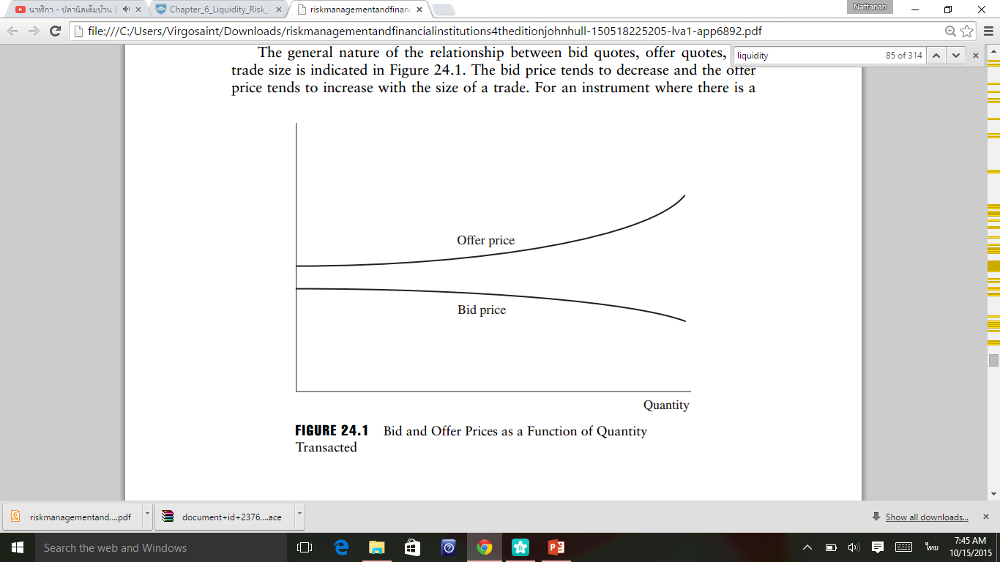 นาฬิกา - ปลานิลเต็มบ้าน [
Chapter_6_Liquidity_Risk_
riskmanagementandfinan
Nattanan
file:///C:/Users/Virgosaint/Downloads/riskmanagementandfinancialinstitutions4theditionjohnhull-150518225205-lva1-app6892.pdf
liquidity
85 of 314
The general nature of the relationship between bid quotes, offer quotes,
trade size is indicated in Figure 24.1. The bid price tends to decrease and the offer
price tends to increase with the size of a trade. For an instrument where there is a
Offer price
Bid price
Quantity
FIGURE 24.1 Bid and Offer Prices as a Function of Quantity
Transacted
riskmanagementand....pdf
document+id+2376....ace
Show all downloads...
Search the web and Windows
ไทย
7:45 AM
10/15/2015